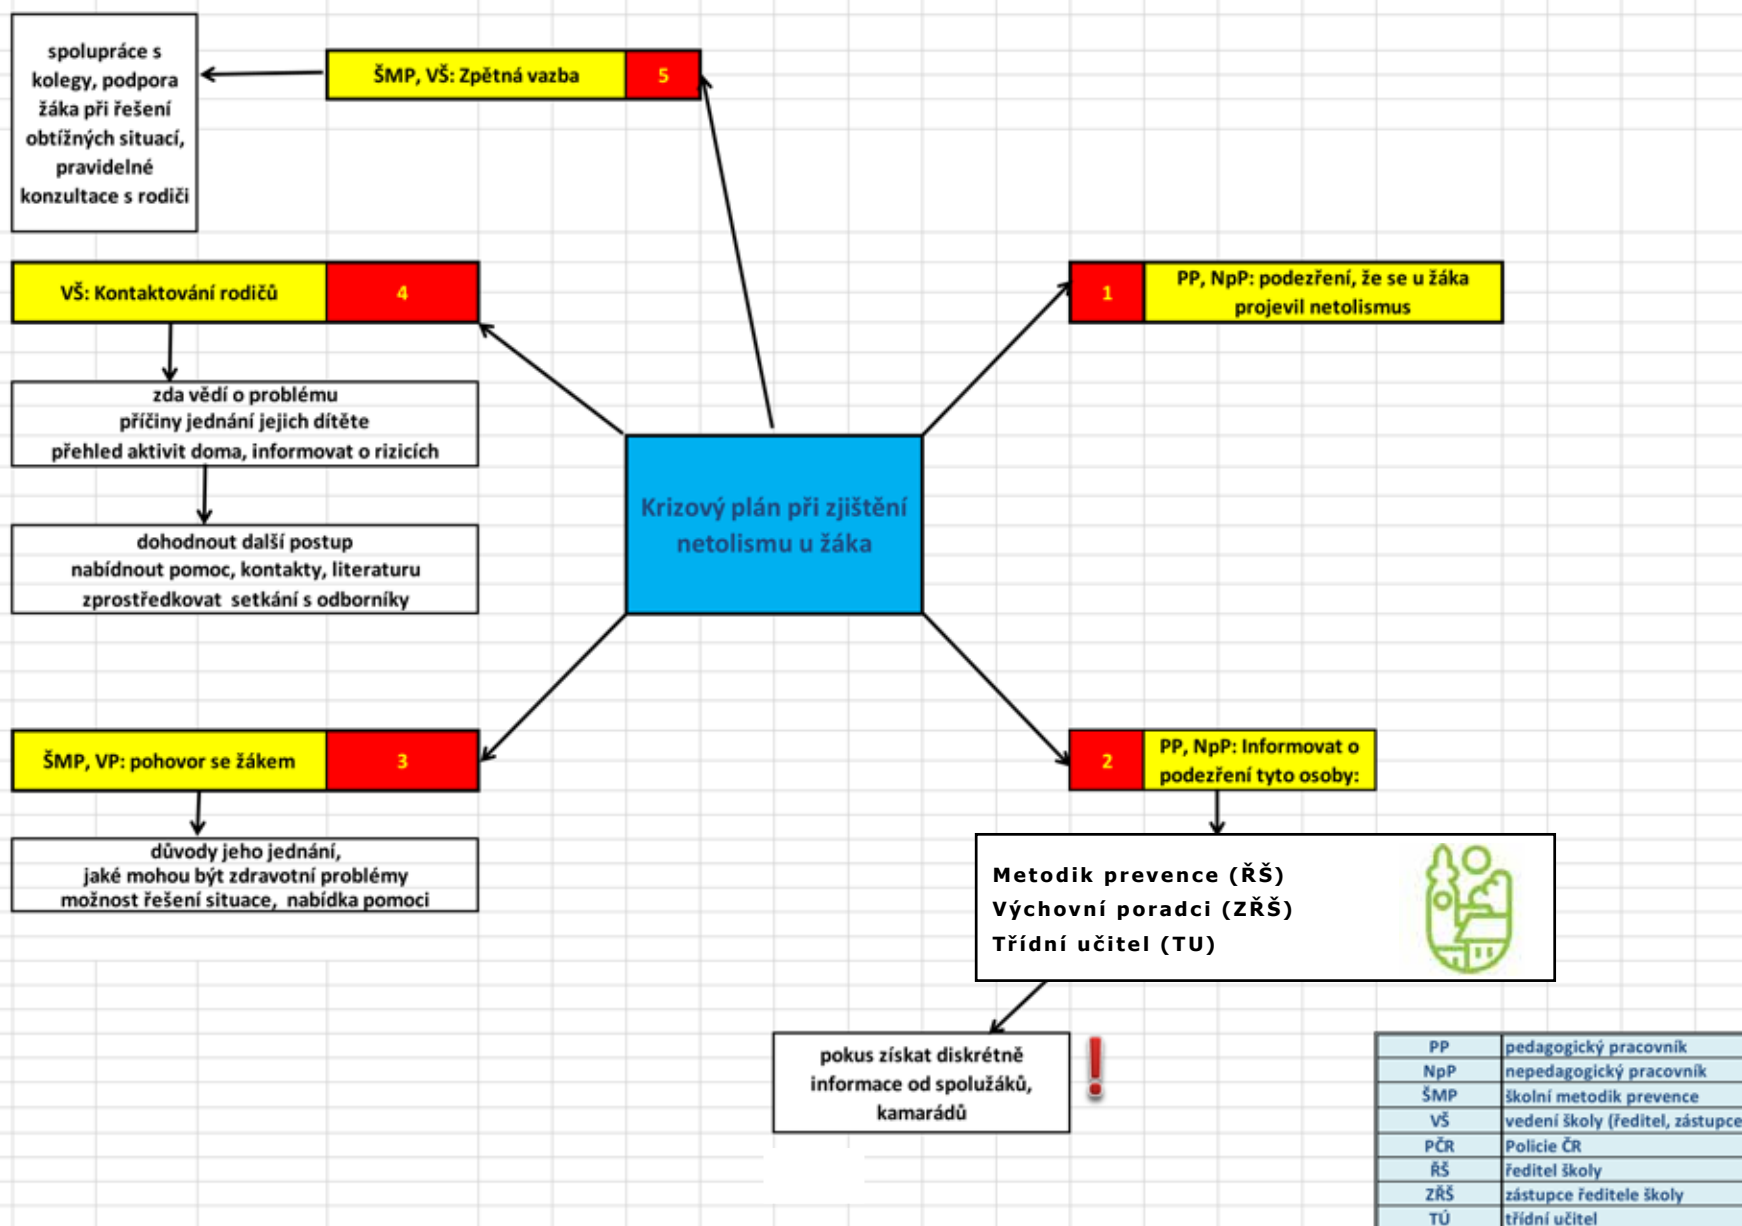 spolupráce s
kolegy, podpora
žáka při řešení
obtížných situací,
pravidelné
konzultace s rodiči
ŠMP, VŠ: Zpětná vazba
5
VŠ: Kontaktování rodičů
4
zda vědí o problému
příčiny jednání jejich dítěte
přehled aktivit doma, informovat o rizicích
dohodnout další postup
nabídnout pomoc, kontakty, literaturu
zprostředkovat setkání s odborníky
1
PP, NpP: podezření, že se u žáka
projevil netolismus
Krizový plán při zjištění
netolismu u žáka
ŠMP, VP: pohovor se žákem
3
důvody jeho jednání,
jaké mohou být zdravotní problémy
možnost řešení situace, nabídka pomoci
2
PP, NpP: Informovat o
podezření tyto osoby:
Metodik prevence (ŘŠ)
Výchovní poradci (ZŘŠ)
Třídní učitel (TU)
pokus získat diskrétně
informace od spolužáků,
kamarádů
PP pedagogický pracovník
NpP nepedagogický pracovník
ŠMP školní metodik prevence
VŠ vedení školy (ředitel, zástupce
PČR Policie ČR
ŘŠ ředitel školy
ZŘŠ zástupce ředitele školy
TÚ třídní učitel